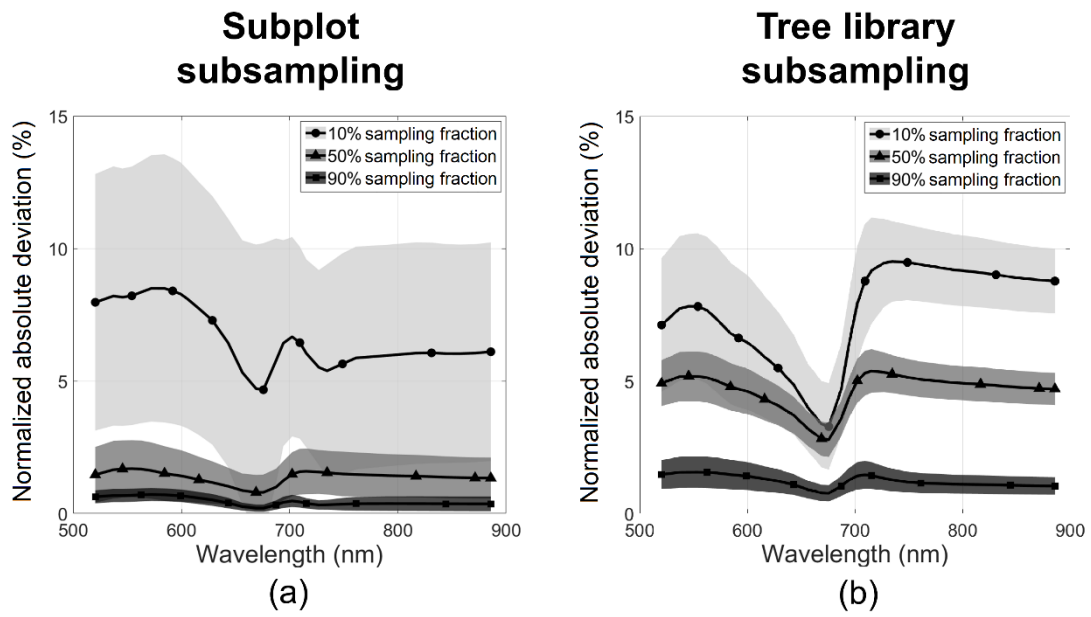 Subplot
subsampling
Normalized absolute deviation (%)
15
10
5
0
500
600
700
800
900
10% sampling fraction
50% sampling fraction
90% sampling fraction
Wavelength (nm)
(a)
Tree library
subsampling
Normalized absolute deviation (%)
15
10
5
0
500
600
700
800
900
10% sampling fraction
50% sampling fraction
90% sampling fraction
Wavelength (nm)
(b)